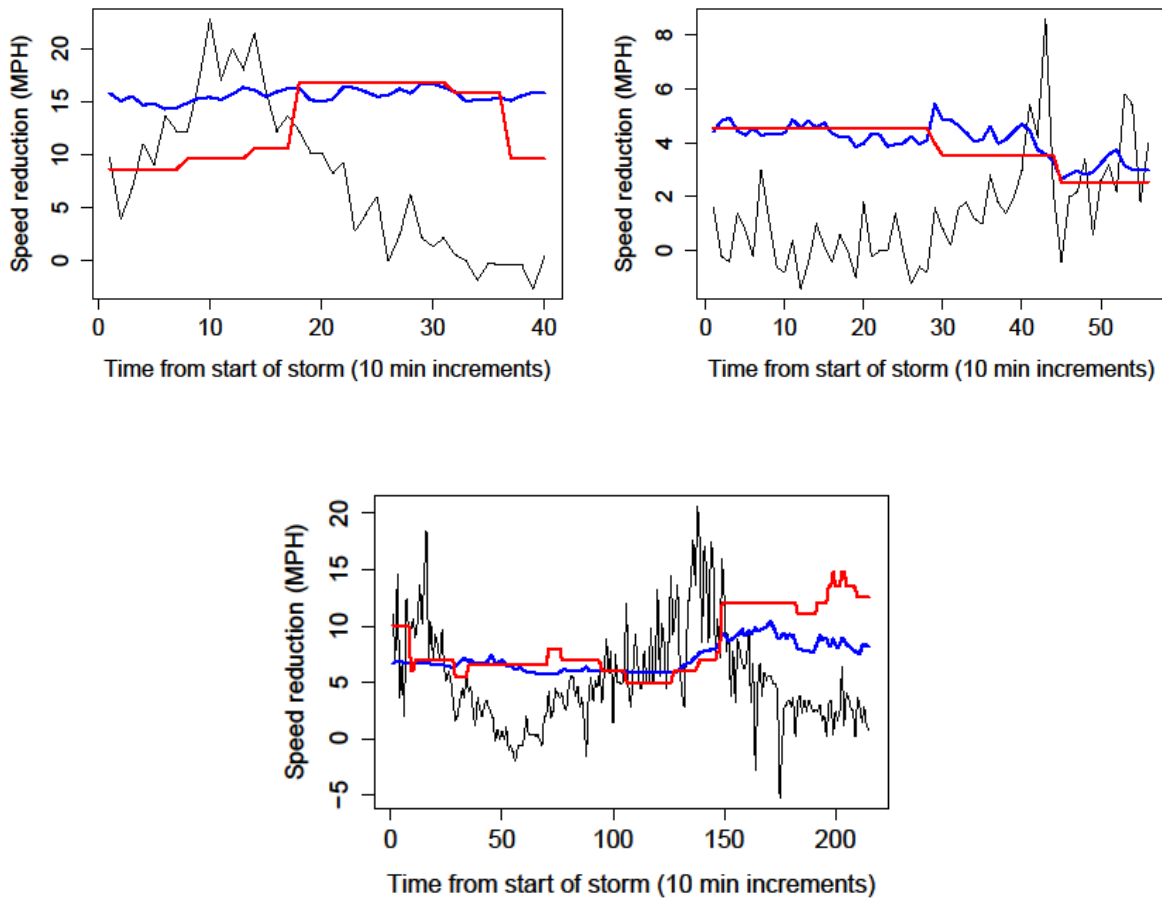 Speed reduction (MPH)
20
15
10
5
0
0 10 20 30 40
Time from start of storm (10 min increments)
Speed reduction (MPH)
8
6
4
2
0
0 10 20 30 40 50
Time from start of storm (10 min increments)
Speed reduction (MPH)
20
15
10
5
0
−5
0 50 100 150 200
Time from start of storm (10 min increments)